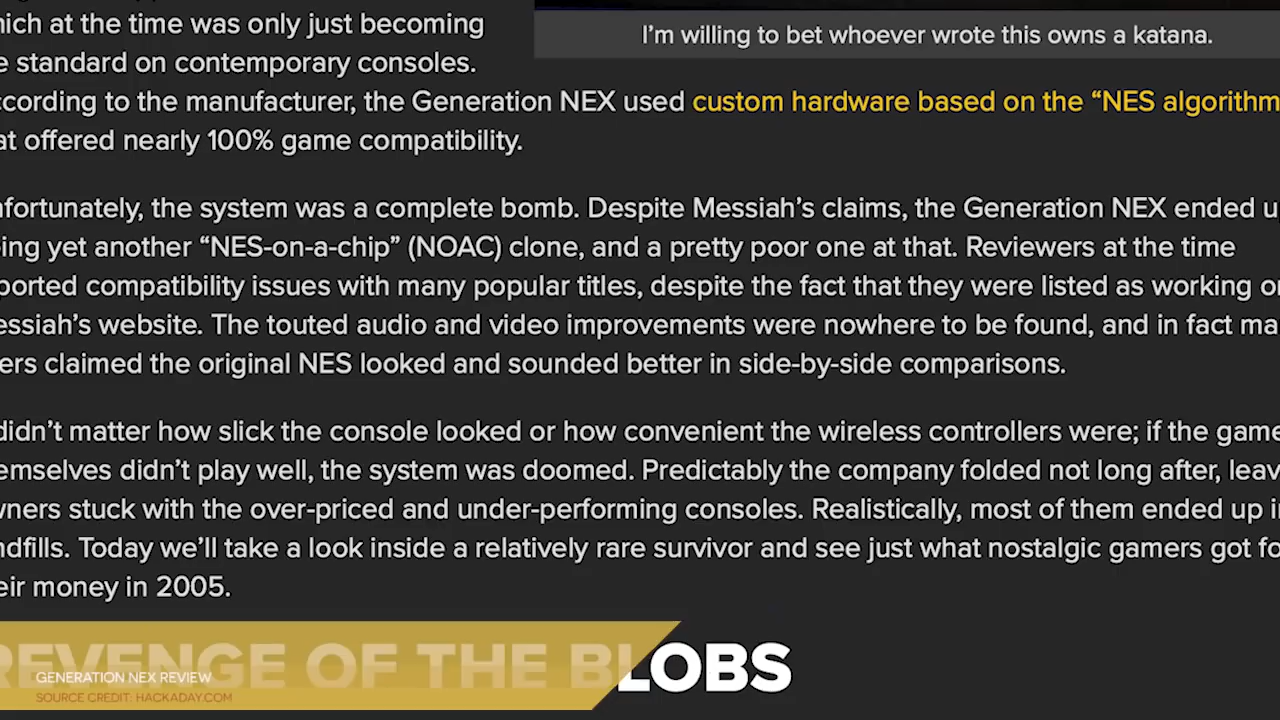 hich at the time was only just becoming
e standard on contemporary consoles.
I'm willing to bet whoever wrote this owns a katana.
ccording to the manufacturer, the Generation NEX used custom hardware based on the “NES algorithm
at offered nearly 100% game compatibility.
nfortunately, the system was a complete bomb. Despite Messiah's claims, the Generation NEX ended u
ing yet another “NES-on-a-chip” (NOAC) clone, and a pretty poor one at that. Reviewers at the time
ported compatibility issues with many popular titles, despite the fact that they were listed as working o
essiah's website. The touted audio and video improvements were nowhere to be found, and in fact ma
ers claimed the original NES looked and sounded better in side-by-side comparisons.
didn't matter how slick the console looked or how convenient the wireless controllers were; if the game
emselves didn't play well, the system was doomed. Predictably the company folded not long after, leav
wners stuck with the over-priced and under-performing consoles. Realistically, most of them ended up i
ndfills. Today we'll take a look inside a relatively rare survivor and see just what nostalgic gamers got fo
eir money in 2005.
REVENGE OF THE BLOBS
GENERATION NEX REVIEW
SOURCE CREDIT: HACKADAY.COM